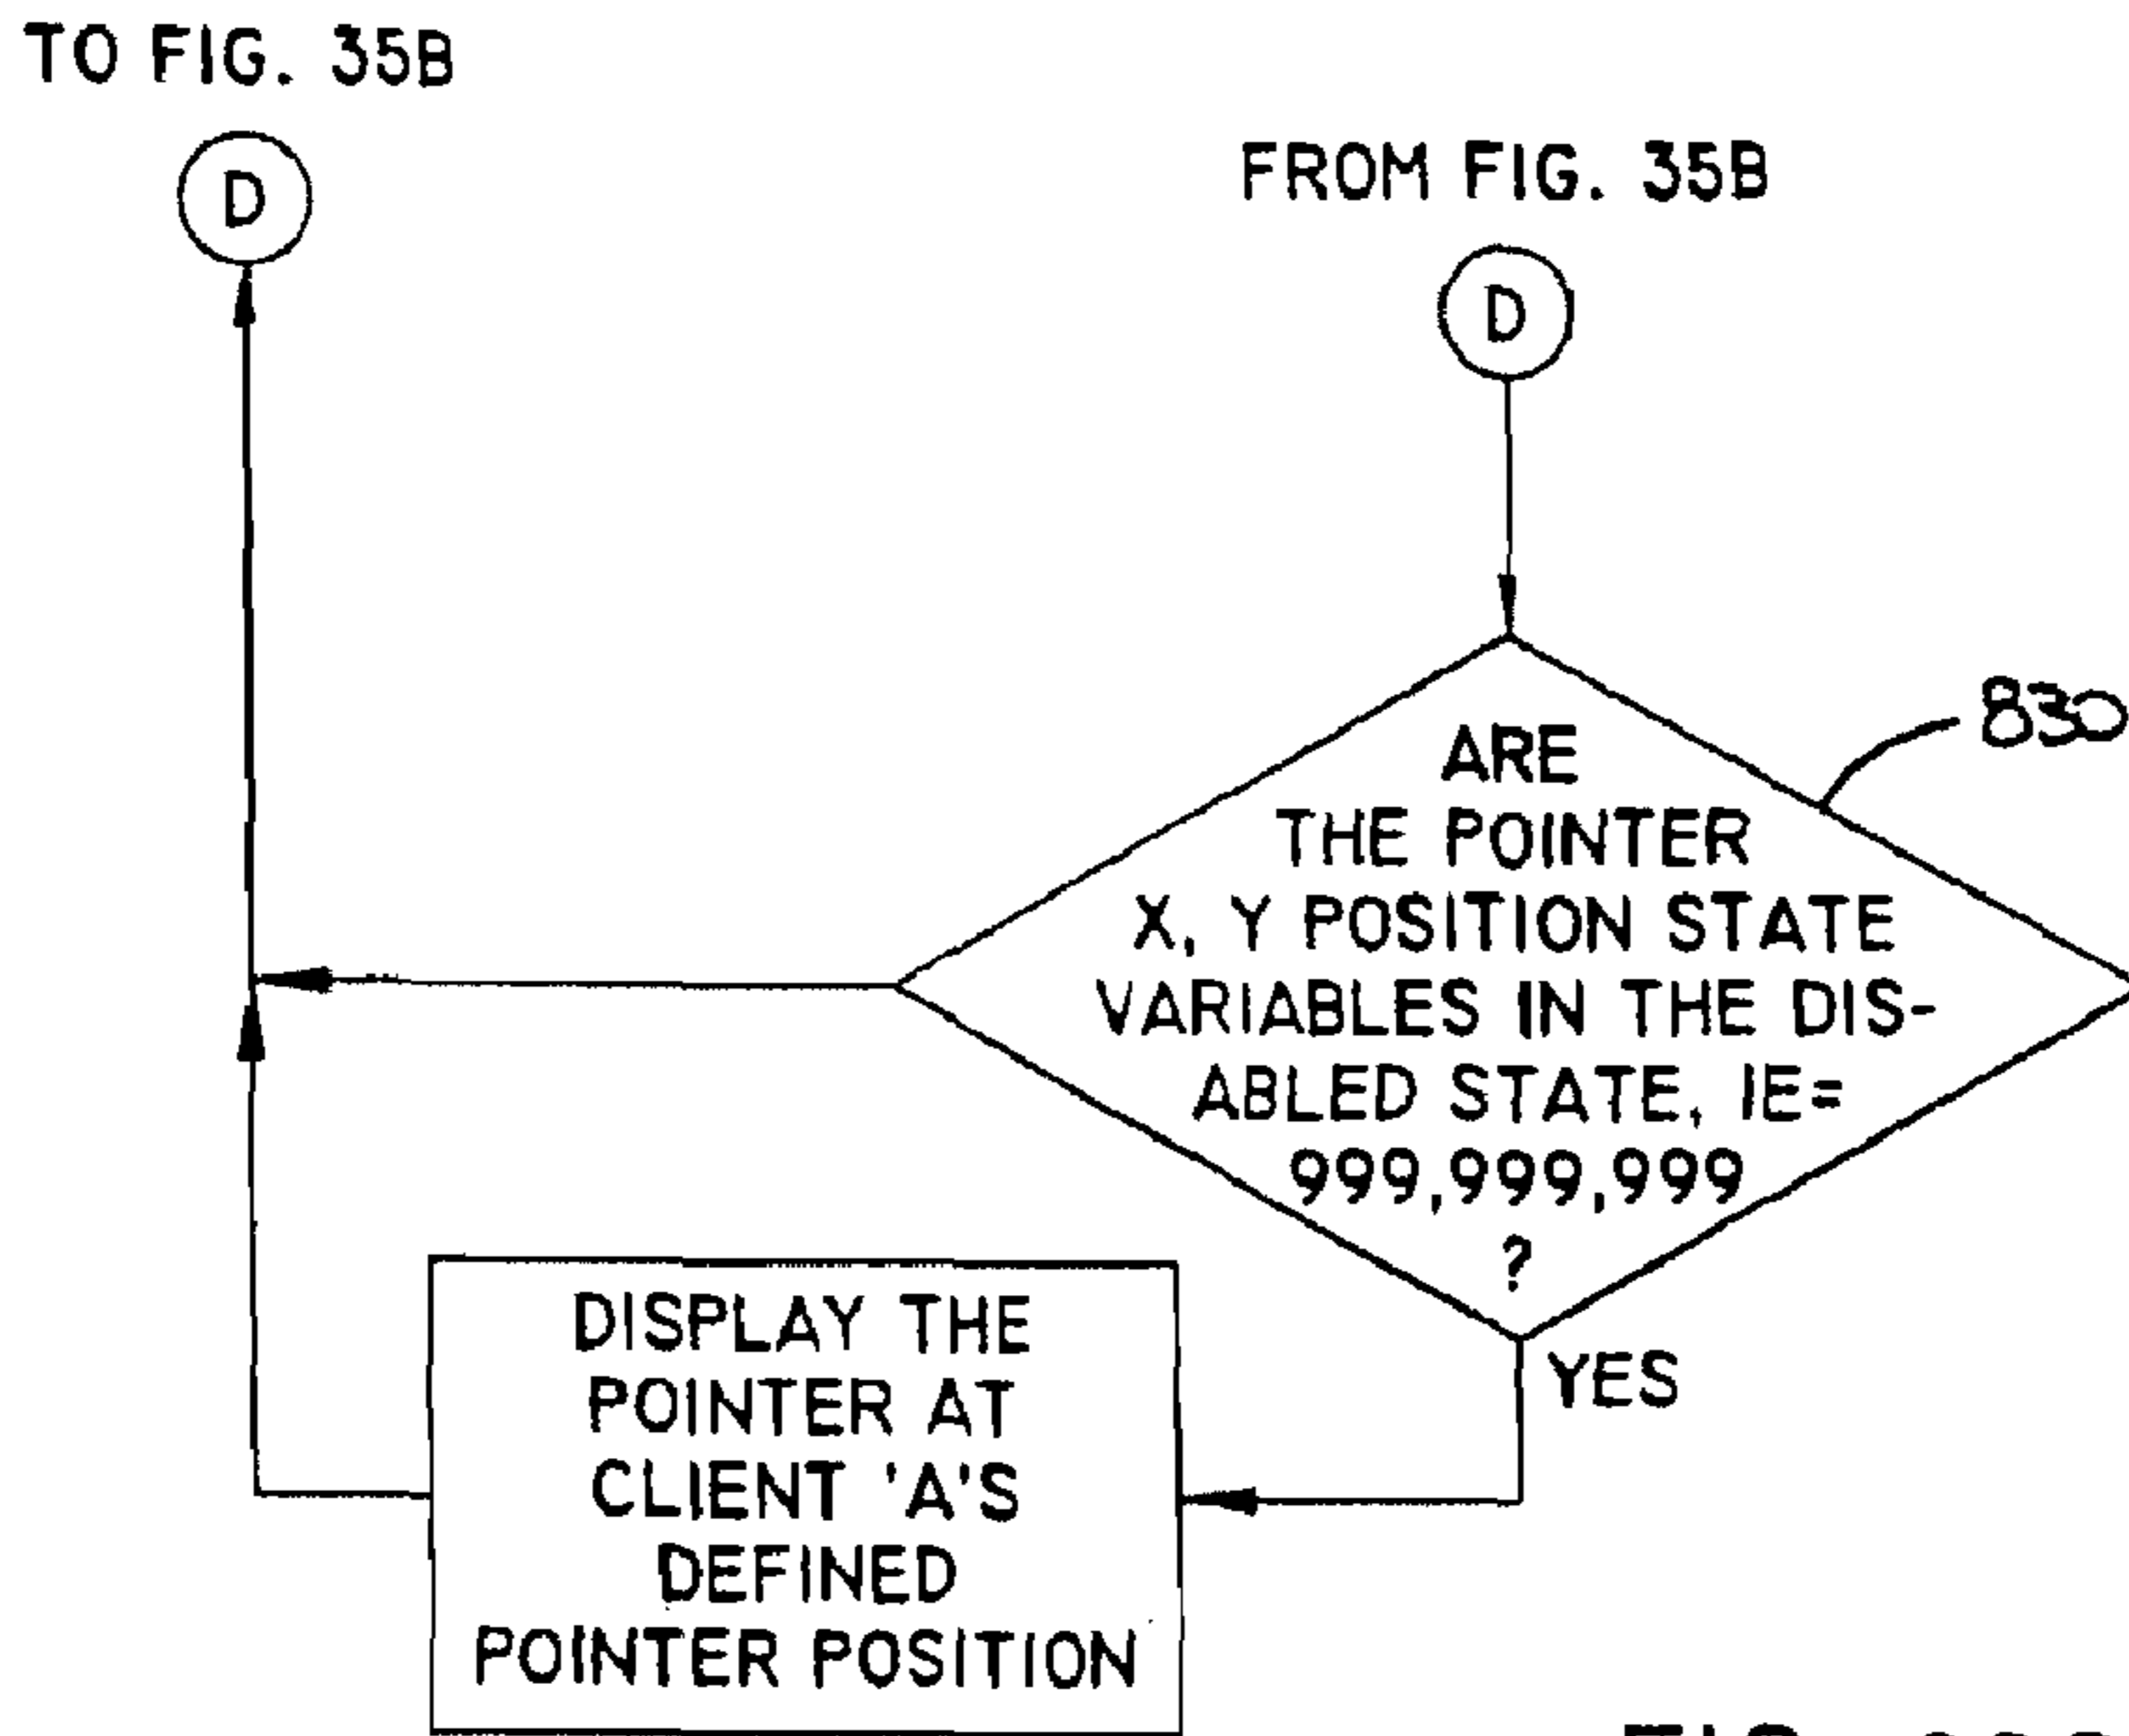 TO FIG. 35B
D
FROM FIG. 35B
D
830
ARE
THE POINTER
X, Y POSITION STATE
VARIABLES IN THE DIS-
ABLED STATE, IE=
999,999,999
?
YES
DISPLAY THE
POINTER AT
CLIENT 'A'S
DEFINED
POINTER POSITION